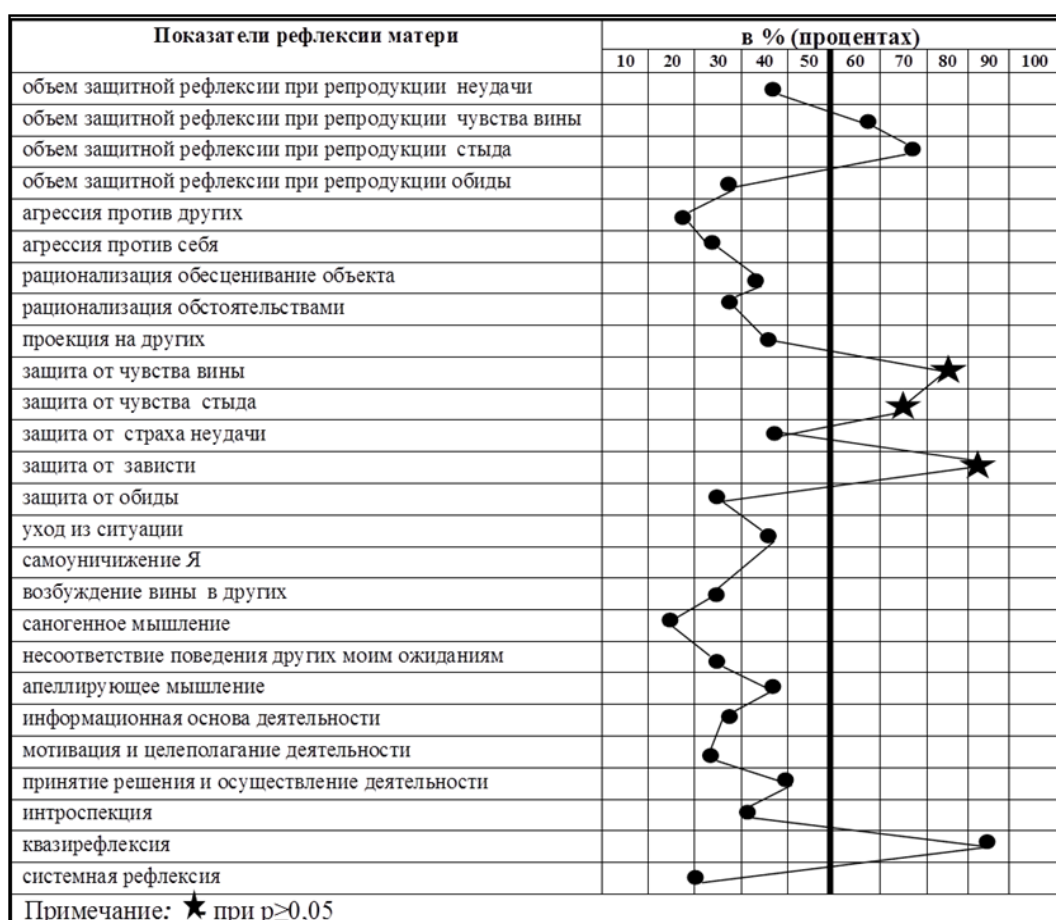 Показатели рефлексии матери
в % (процентах)
10 20 30 40 50 60 70 80 90 100
объем защитной рефлексии при репродукции неудачи
объем защитной рефлексии при репродукции чувства вины
объем защитной рефлексии при репродукции стыда
объем защитной рефлексии при репродукции обиды
агрессия против других
агрессия против себя
рационализация обесценивание объекта
рационализация обстоятельствами
проекция на других
защита от чувства вины
защита от чувства стыда
защита от страха неудачи
защита от зависти
защита от обиды
уход из ситуации
самоуничижение Я
возбуждение вины в других
саногенное мышление
несоответствие поведения других моим ожиданиям
апеллирующее мышление
информационная основа деятельности
мотивация и целеполагание деятельности
принятие решения и осуществление деятельности
интроспекция
квазирефлексия
системная рефлексия
Примечание: ★ при p≥0,05